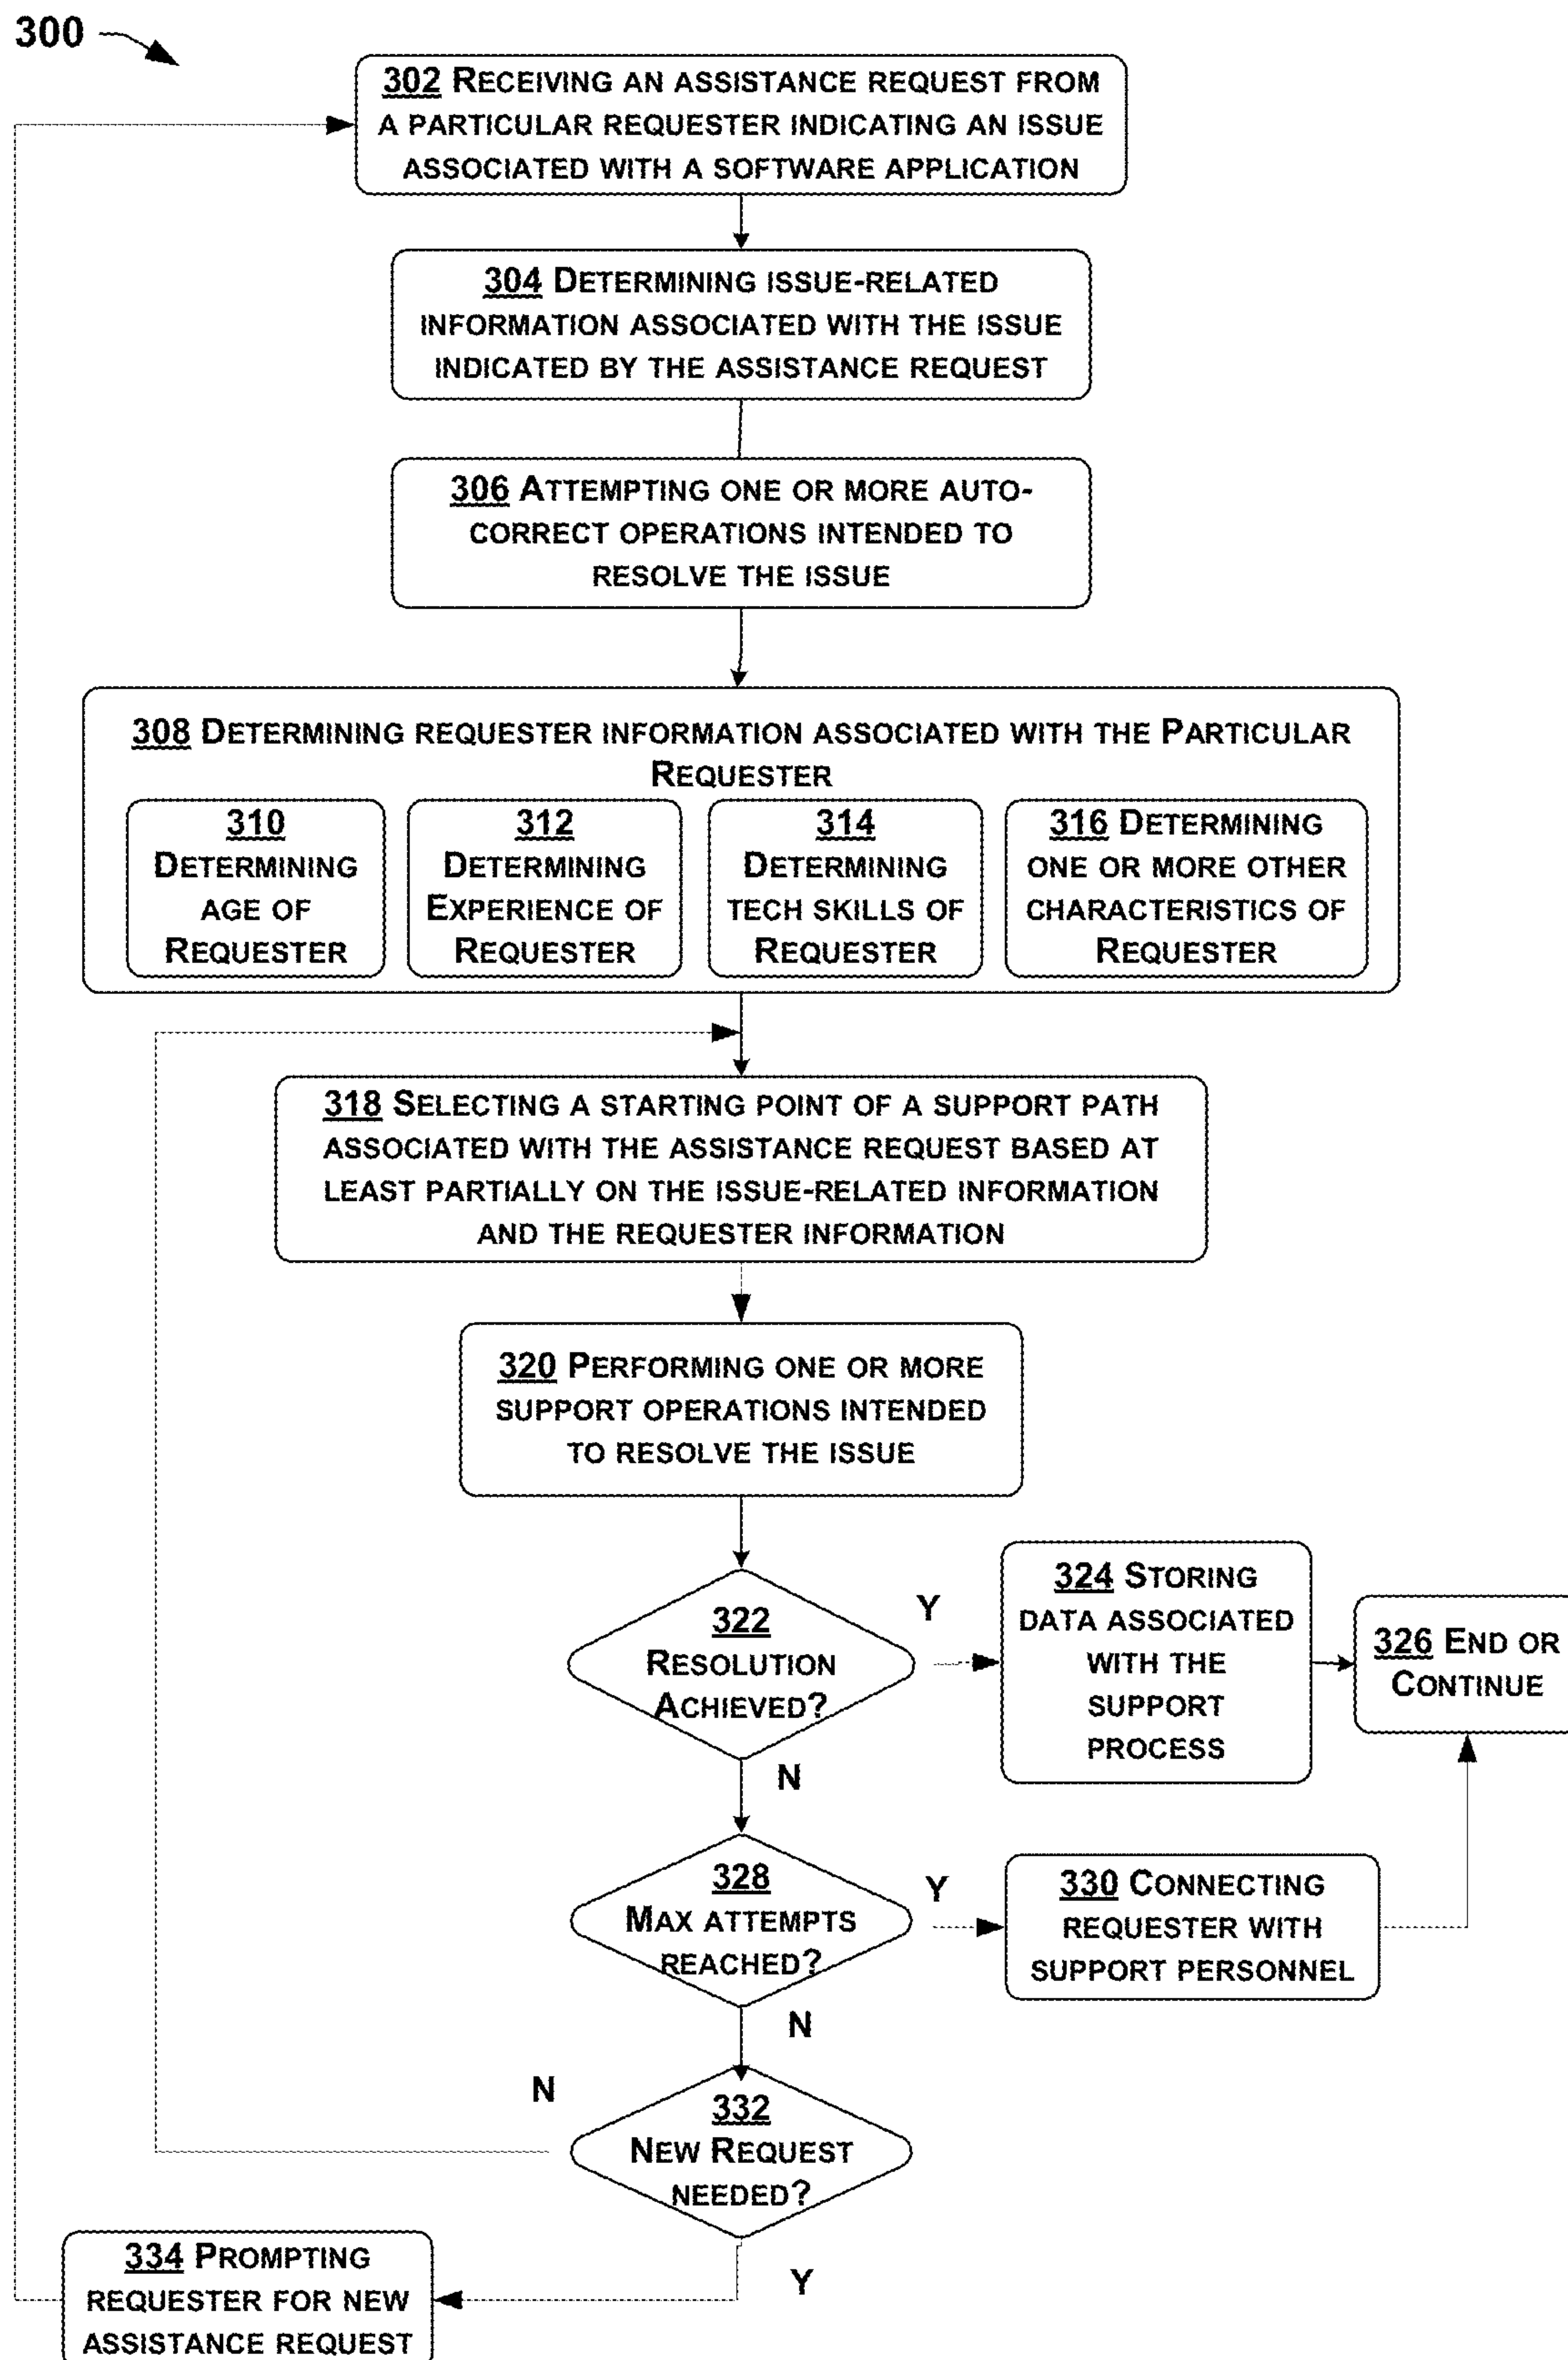 300
302 Receiving an assistance request from
a particular requester indicating an issue
associated with a software application
304 Determining issue-related
information associated with the issue
indicated by the assistance request
306 Attempting one or more auto-
correct operations intended to
resolve the issue
308 Determining requester information associated with the Particular
Requester
310
Determining
age of
Requester
312
Determining
Experience of
Requester
314
Determining
tech skills of
Requester
316 Determining
one or more other
characteristics of
Requester
318 Selecting a starting point of a support path
associated with the assistance request based at
least partially on the issue-related information
and the requester information
320 Performing one or more
support operations intended
to resolve the issue
322
Resolution
Achieved?
Y
324 Storing
data associated
with the
support
process
326 End or
Continue
N
328
Max attempts
reached?
Y
330 Connecting
requester with
support personnel
N
332
New Request
needed?
N
Y
334 Prompting
requester for new
assistance request